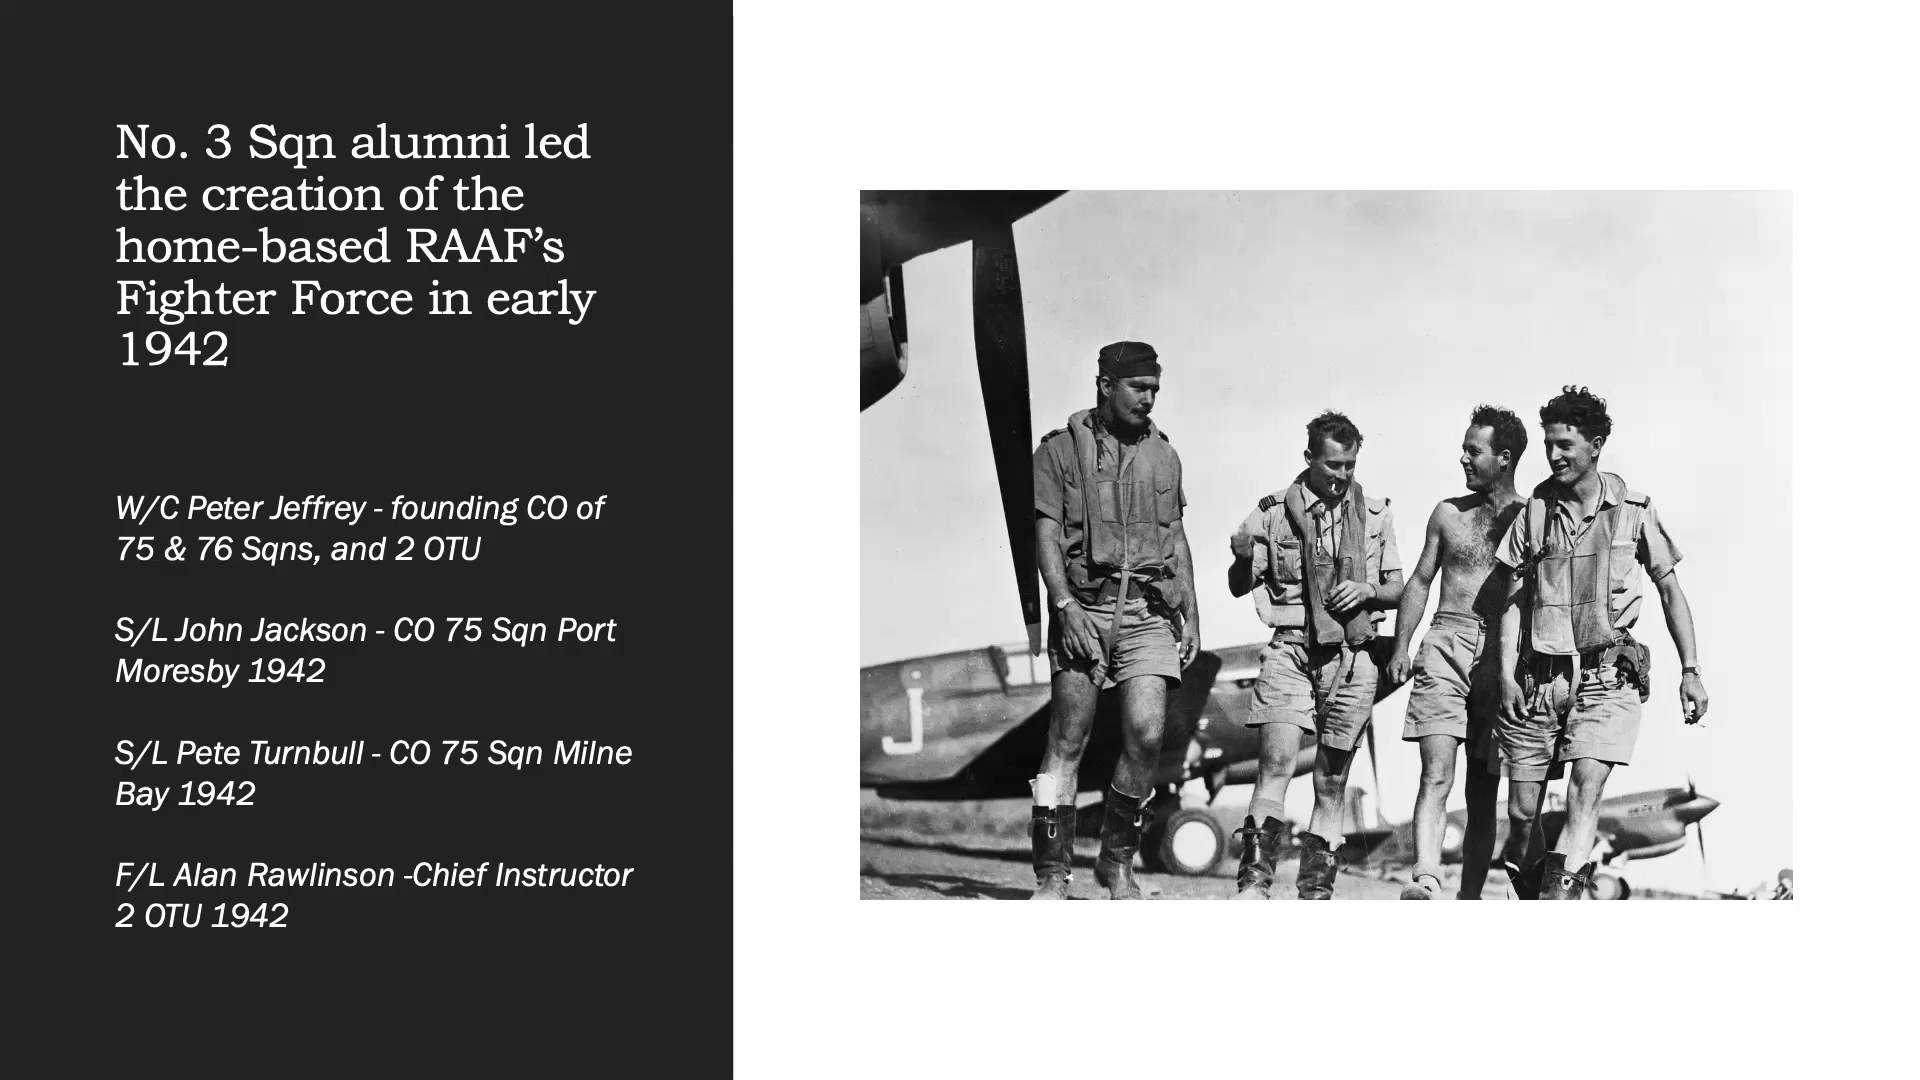 No. 3 Sqn alumni led
the creation of the
home-based RAAF’s
Fighter Force in early
1942
W/C Peter Jeffrey - founding CO of
75 & 76 Sqns, and 2 OTU
S/L John Jackson - CO 75 Sqn Port
Moresby 1942
S/L Pete Turnbull - CO 75 Sqn Milne
Bay 1942
F/L Alan Rawlinson -Chief Instructor
2 OTU 1942
J